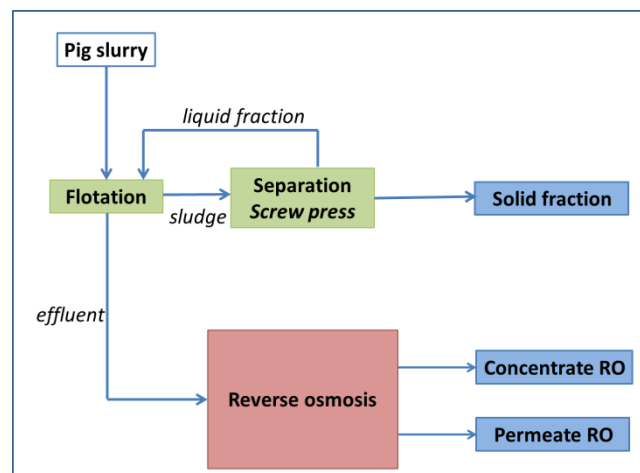 Pig slurry
liquid fraction
Flotation
sludge
Separation
Screw press
Solid fraction
effluent
Reverse osmosis
Concentrate RO
Permeate RO